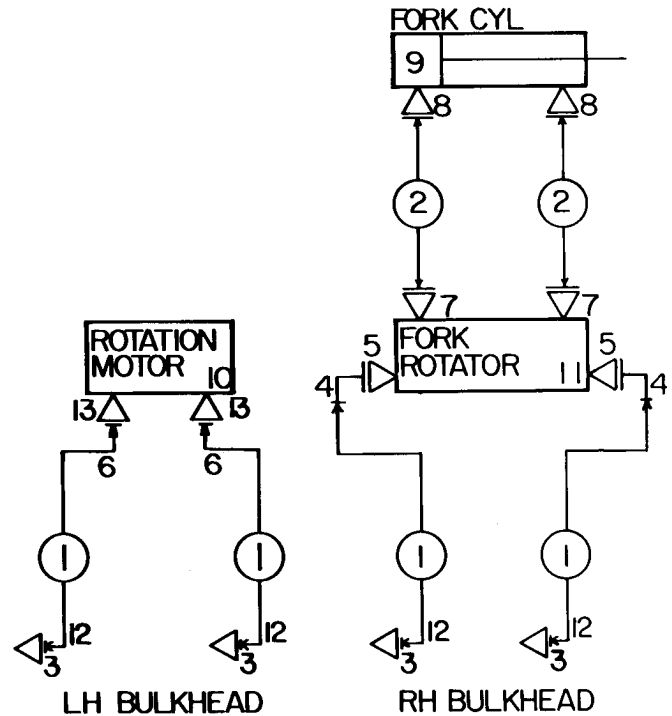 FORK CYL
9
8 8
2 2
7 7
ROTATION
MOTOR
10
FORK
ROTATOR
11
5 5
4 4
13 13
6 6
1 1 1 1
12 12 12 12
3 3 3 3
LH BULKHEAD RH BULKHEAD